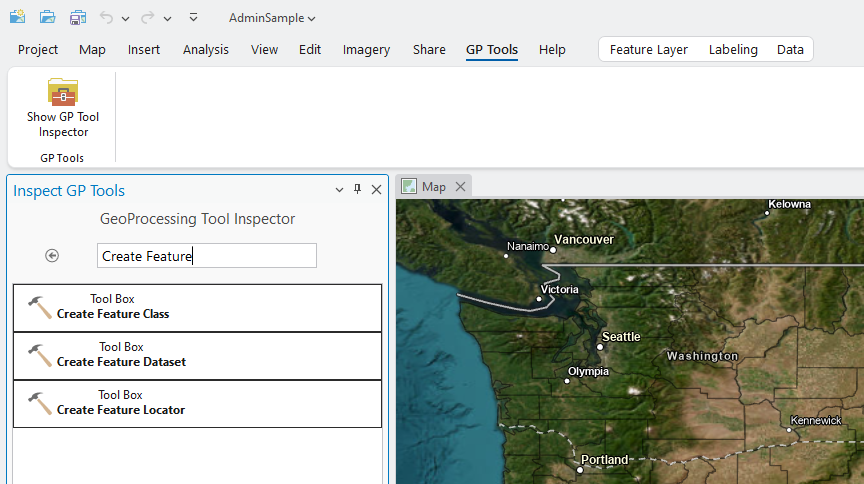 AdminSample
Project Map Insert Analysis View Edit Imagery Share GP Tools Help Feature Layer Labeling Data
Show GP Tool
Inspector
GP Tools
Inspect GP Tools
GeoProcessing Tool Inspector
Create Feature
Tool Box
Create Feature Class
Tool Box
Create Feature Dataset
Tool Box
Create Feature Locator
Map
Kelowna
Vancouver
Nanaimo
Victoria
Seattle
Washington
Olympia
Kennewick
Portland